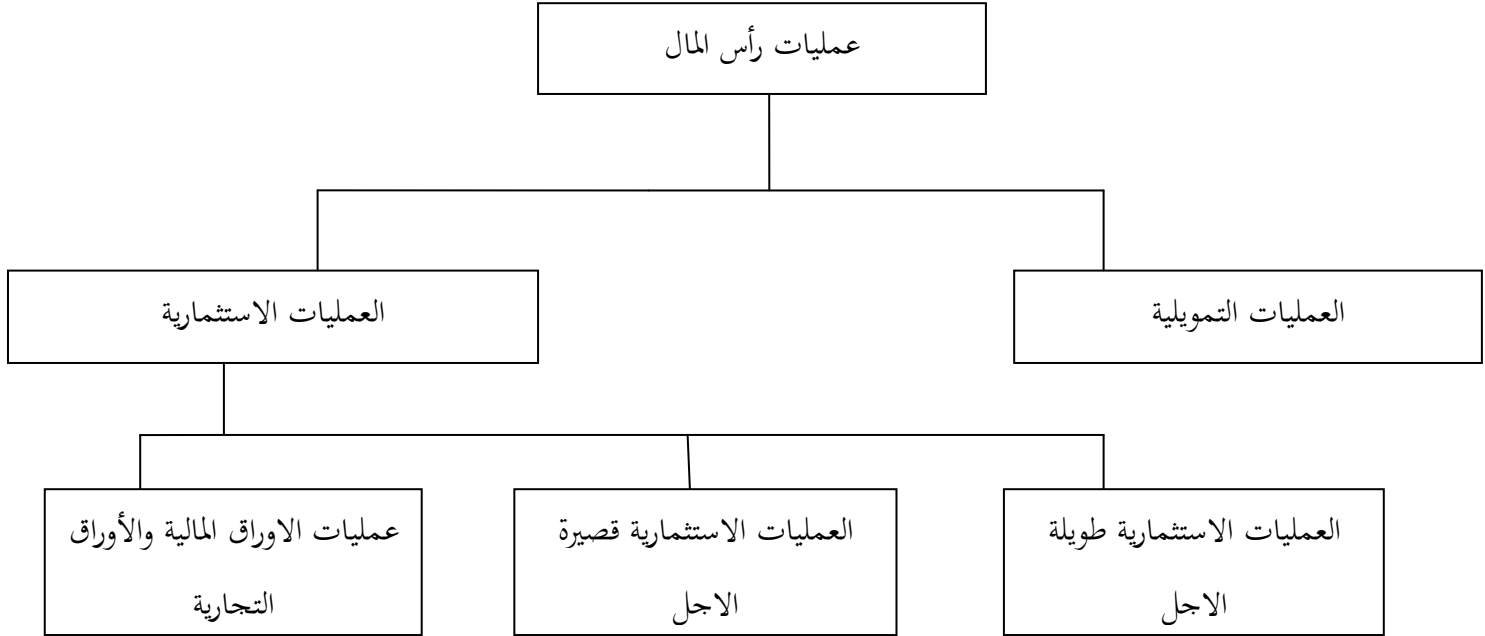 عمليات رأس المال
العمليات التمويلية
العمليات الاستثمارية
العمليات الاستثمارية طويلة
الاجل
العمليات الاستثمارية قصيرة
الاجل
عمليات الاوراق المالية والأوراق
التجارية